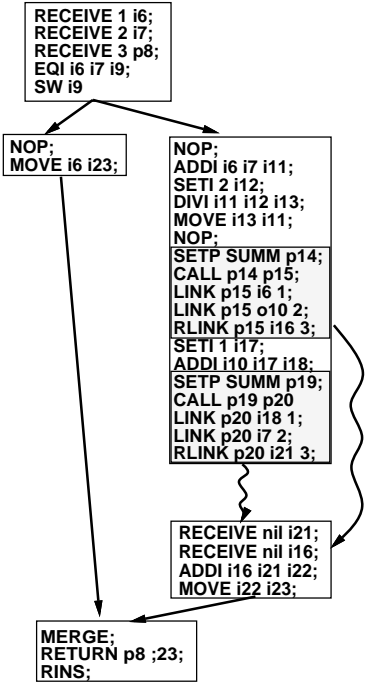 RECEIVE 1 i6;
RECEIVE 2 i7;
RECEIVE 3 p8;
EQI i6 i7 i9;
SW i9
NOP;
MOVE i6 i23;
NOP;
ADDI i6 i7 i11;
SETI 2 i12;
DIVI i11 i12 i13;
MOVE i13 i11;
NOP;
SETP SUMM p14;
CALL p14 p15;
LINK p15 i6 1;
LINK p15 o10 2;
RLINK p15 i16 3;
SETI 1 i17;
ADDI i10 i17 i18;
SETP SUMM p19;
CALL p19 p20
LINK p20 i18 1;
LINK p20 i7 2;
RLINK p20 i21 3;
RECEIVE nil i21;
RECEIVE nil i16;
ADDI i16 i21 i22;
MOVE i22 i23;
MERGE;
RETURN p8 ;23;
RINS;